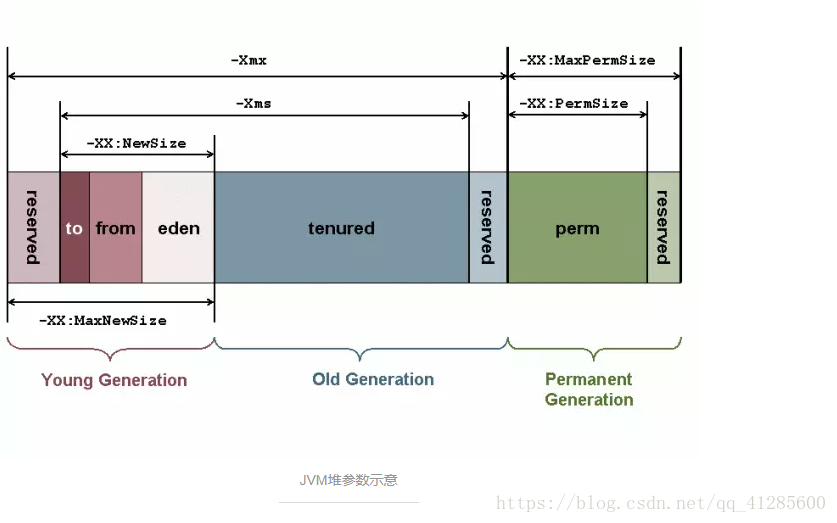 -Xmx
-XX:MaxPermSize
-Xms
-XX:PermSize
-XX:NewSize
reserved
to
from
eden
tenured
reserved
perm
reserved
-XX:MaxNewSize
Young Generation
Old Generation
Permanent
Generation
JVM堆参数示意
https://blog.csdn.net/qq_41285600